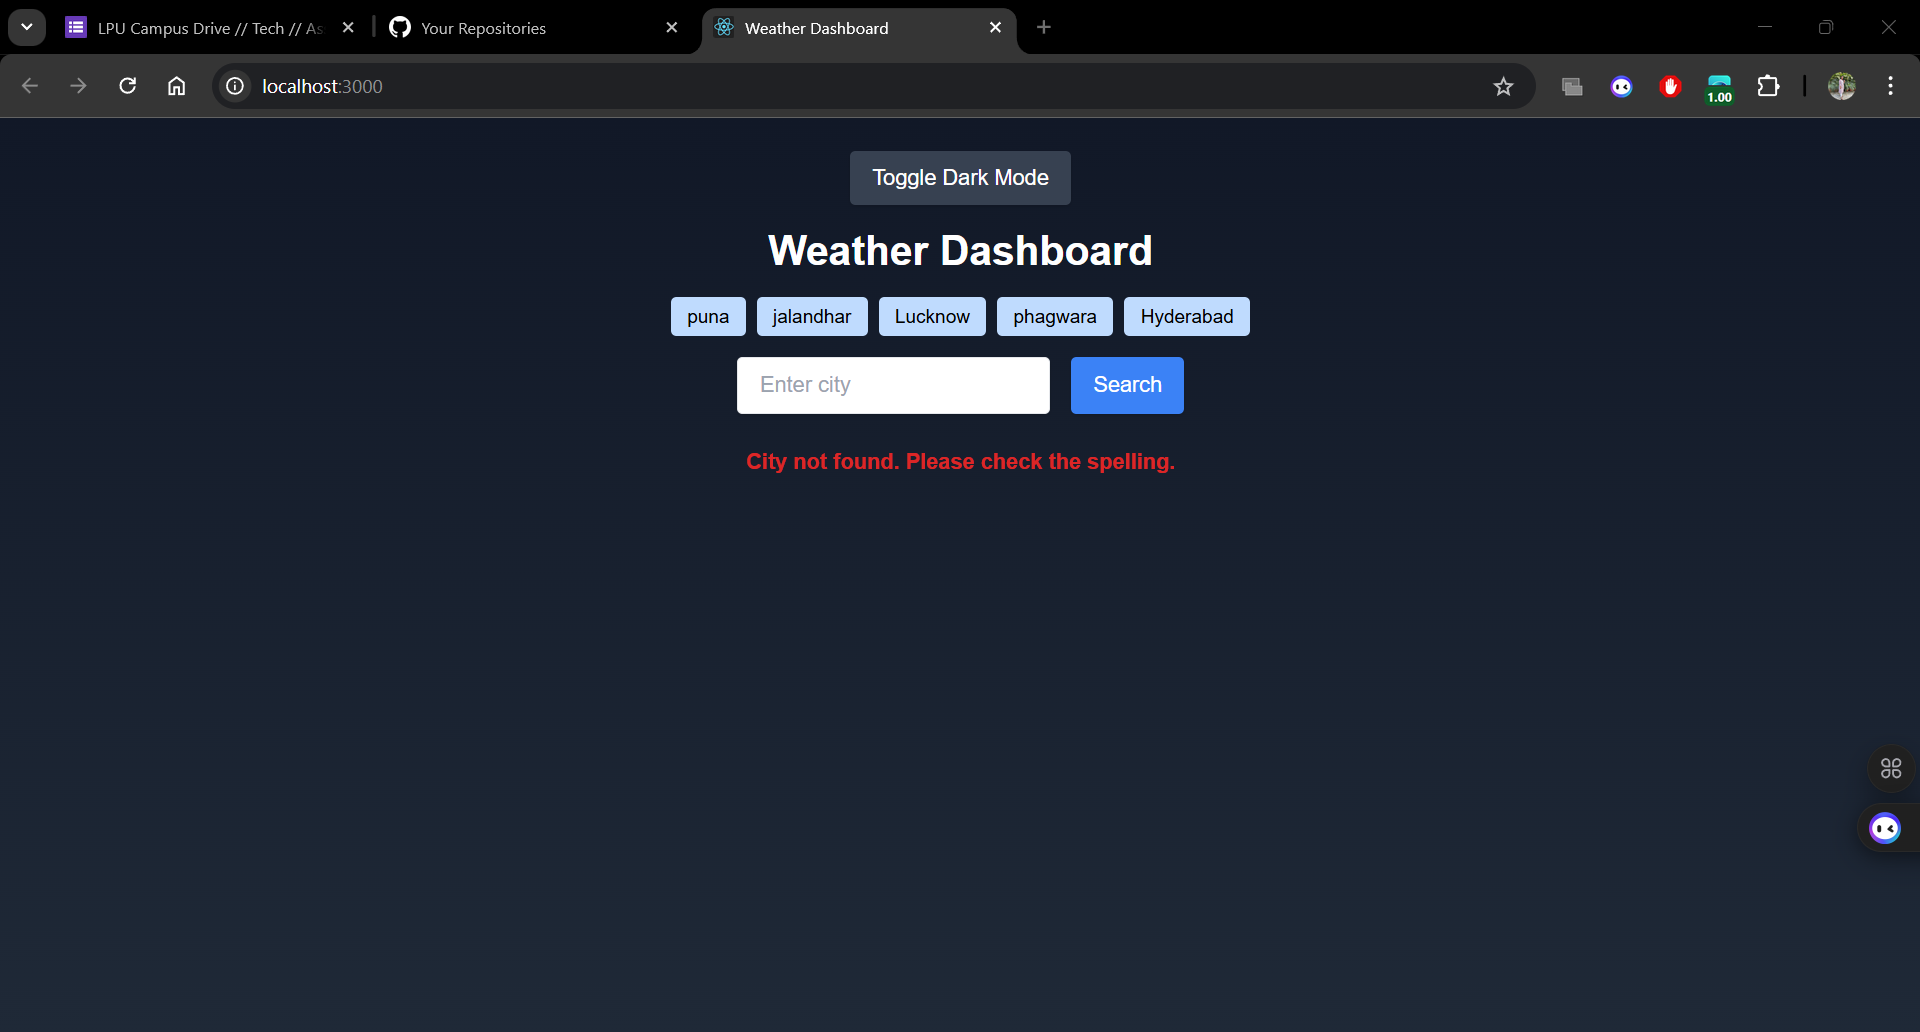 LPU Campus Drive // Tech // As
Your Repositories
Weather Dashboard
localhost:3000
1.00
Toggle Dark Mode
Weather Dashboard
puna jalandhar Lucknow phagwara Hyderabad
Enter city Search
City not found. Please check the spelling.